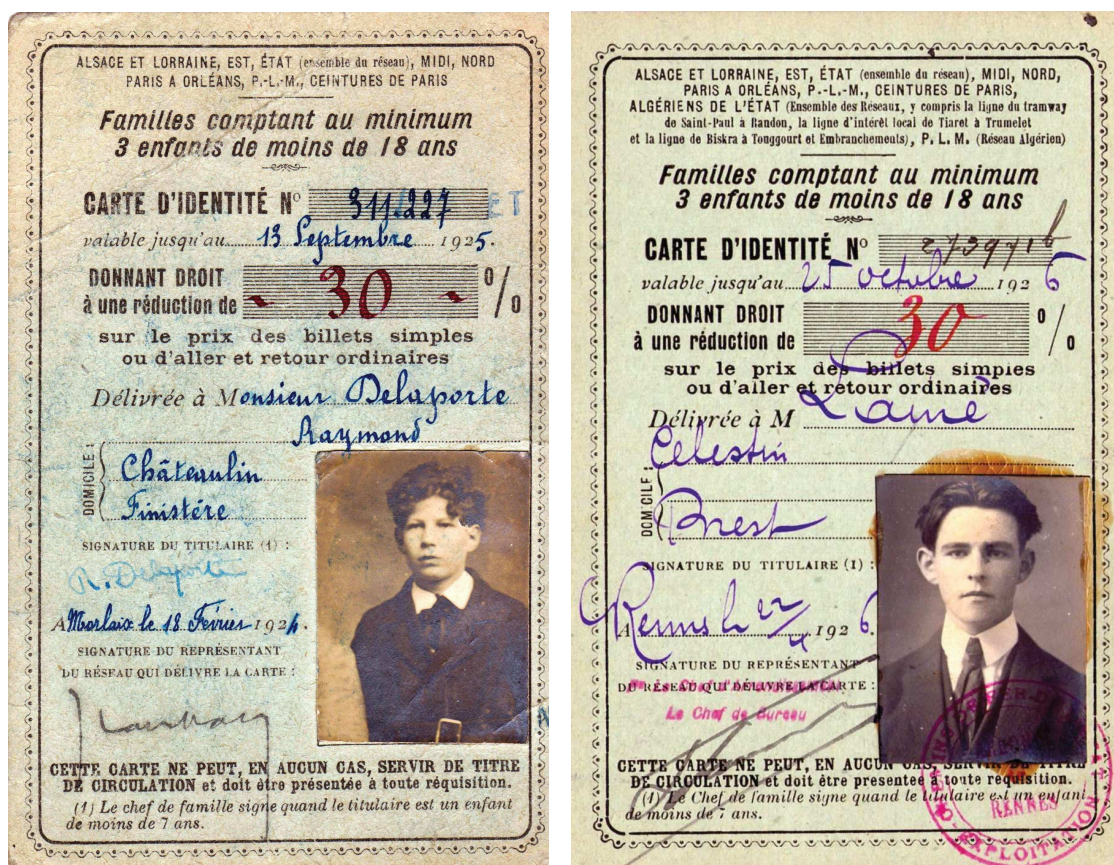 ALSACE ET LORRAINE, EST, ÉTAT (ensemble du réseau), MIDI, NORD
PARIS A ORLÉANS, P.-L.-M., CEINTURES DE PARIS
Familles comptant au minimum
3 enfants de moins de 18 ans
CARTE D'IDENTITÉ No 311.227
valable jusqu'au 13 Septembre 1925.
DONNANT DROIT
à une réduction de - 30 - %
sur le prix des billets simples
ou d'aller et retour ordinaires
Délivrée à Monsieur Delaporte
Raymond
DOMICILE
Châteaulin
Finistère
SIGNATURE DU TITULAIRE (1) :
R. Delaporte
A Morlaix le 18 Février 1924.
SIGNATURE DU REPRÉSENTANT
DU RÉSEAU QUI DÉLIVRE LA CARTE :
CETTE CARTE NE PEUT, EN AUCUN CAS, SERVIR DE TITRE
DE CIRCULATION et doit être présentée à toute réquisition.
(1) Le chef de famille signe quand le titulaire est un enfant
de moins de 7 ans.
ALSACE ET LORRAINE, EST, ÉTAT (ensemble du réseau), MIDI, NORD,
PARIS A ORLÉANS, P.-L.-M., CEINTURES DE PARIS,
ALGÉRIENS DE L'ÉTAT (Ensemble des Réseaux, y compris la ligne du tramway
de Saint-Paul à Randon, la ligne d'intérêt local de Tiaret à Trumelet
et la ligne de Biskra à Touggourt et Embranchements), P. L. M. (Réseau Algérien)
Familles comptant au minimum
3 enfants de moins de 18 ans
CARTE D'IDENTITÉ No
valable jusqu'au 25 octobre 1926
DONNANT DROIT
à une réduction de 30 %
sur le prix des billets simples
ou d'aller et retour ordinaires
Délivrée à M Lainé
Célestin
DOMICILE
Brest
SIGNATURE DU TITULAIRE (1) :
A Rennes le 1926.
SIGNATURE DU REPRÉSENTANT
DU RÉSEAU QUI DÉLIVRE LA CARTE :
Le Chef de Bureau
CETTE CARTE NE PEUT, EN AUCUN CAS, SERVIR DE TITRE
DE CIRCULATION et doit être présentée à toute réquisition.
(1) Le Chef de famille signe quand le titulaire est un enfant
de moins de 7 ans.
RENNES
EXPLOITATION